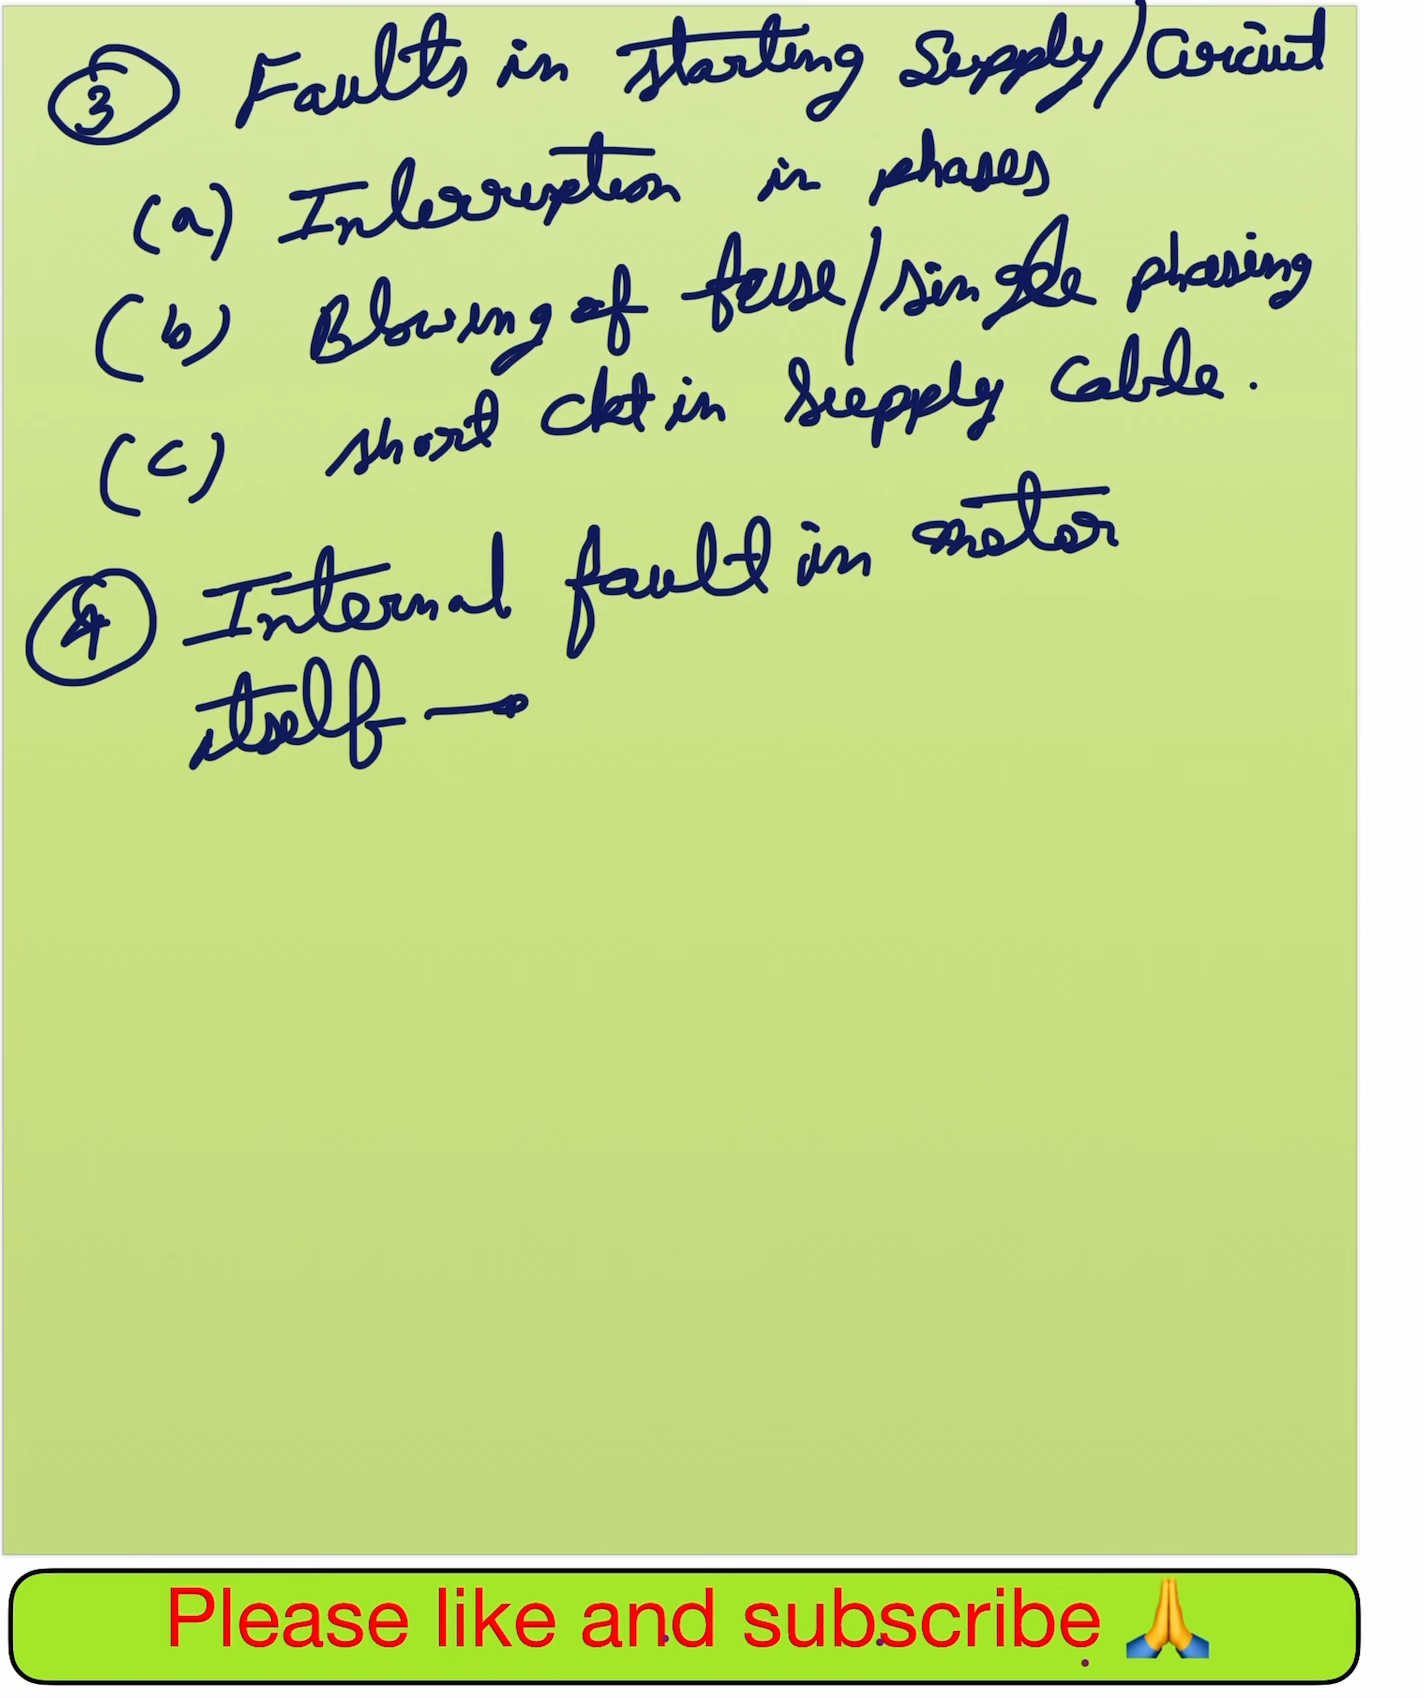 3 Faults in starting Supply/Circuit
(a) Interruption in phases
(b) Blowing of fuse/single phasing
(c) short ckt in supply cable.
4 Internal fault in motor
itself →
Please like and subscribe 🙏